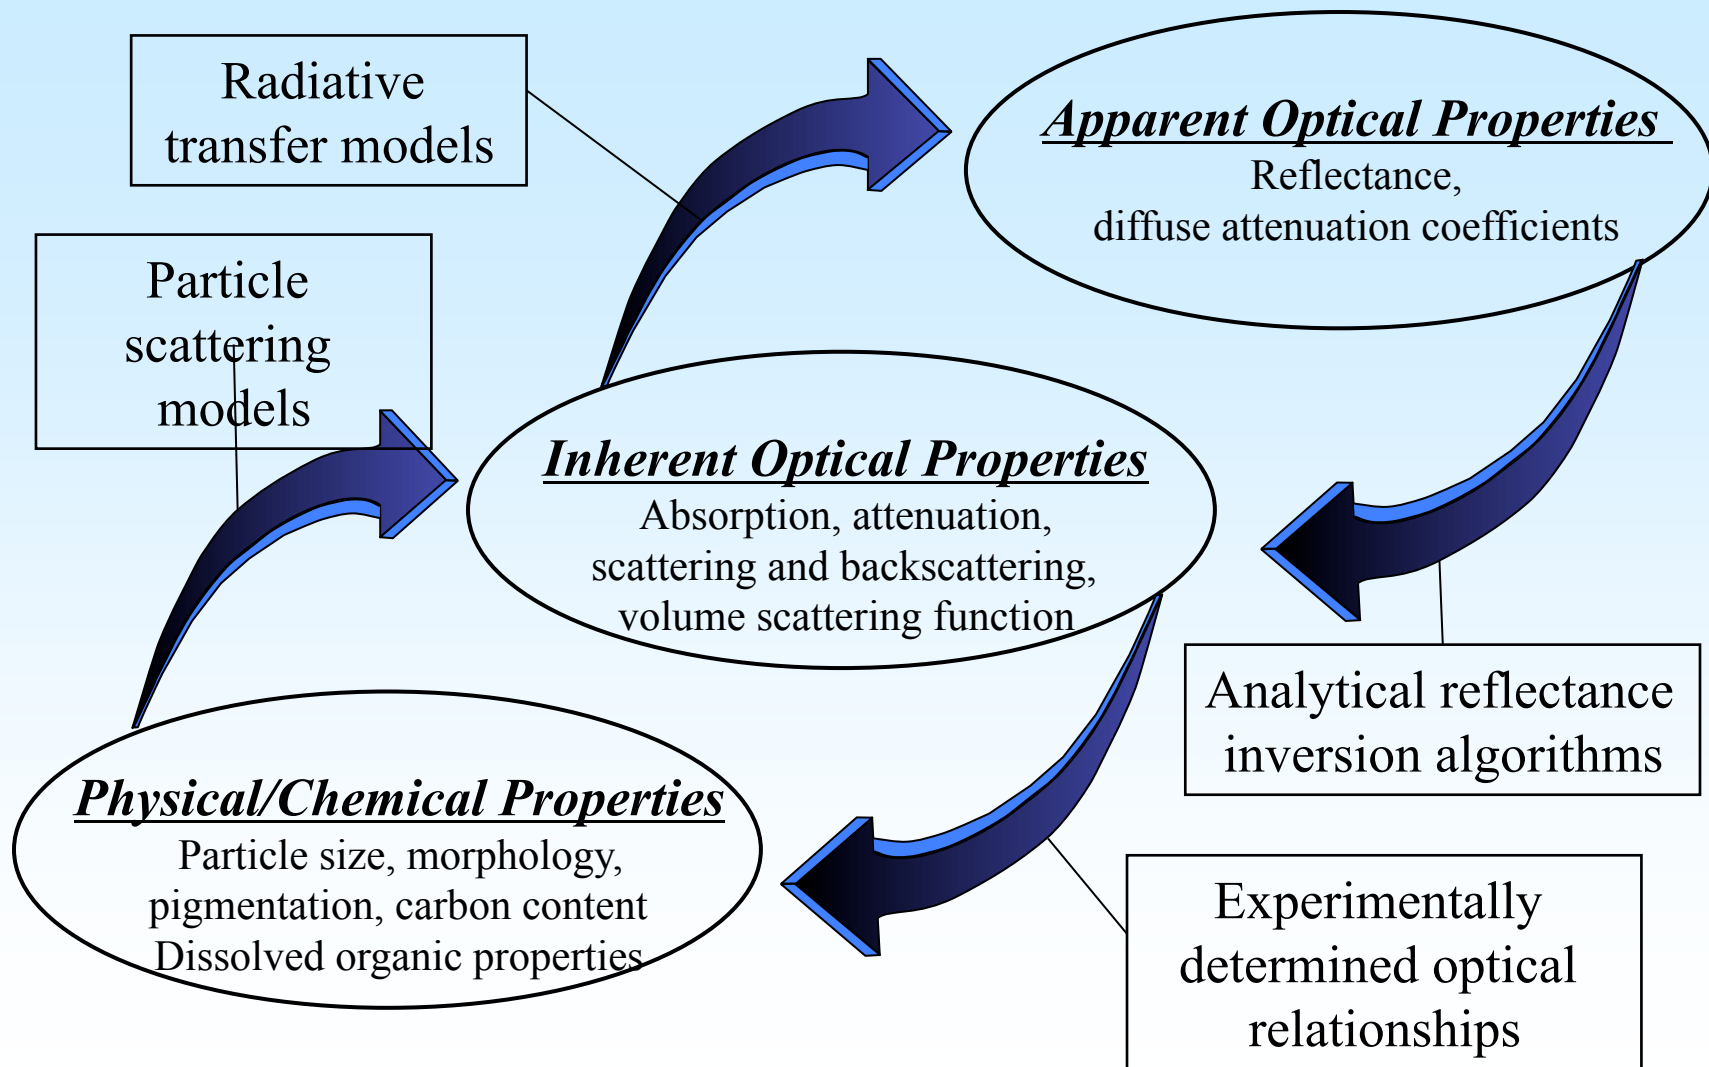 Radiative
transfer models
Apparent Optical Properties
Reflectance,
diffuse attenuation coefficients
Particle
scattering
models
Inherent Optical Properties
Absorption, attenuation,
scattering and backscattering,
volume scattering function
Analytical reflectance
inversion algorithms
Physical/Chemical Properties
Particle size, morphology,
pigmentation, carbon content
Dissolved organic properties
Experimentally
determined optical
relationships